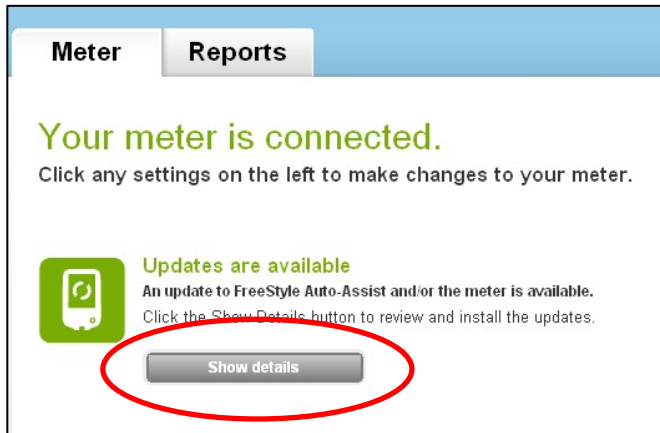 Meter Reports
Your meter is connected.
Click any settings on the left to make changes to your meter.
Updates are available
An update to FreeStyle Auto-Assist and/or the meter is available.
Click the Show Details button to review and install the updates.
Show details